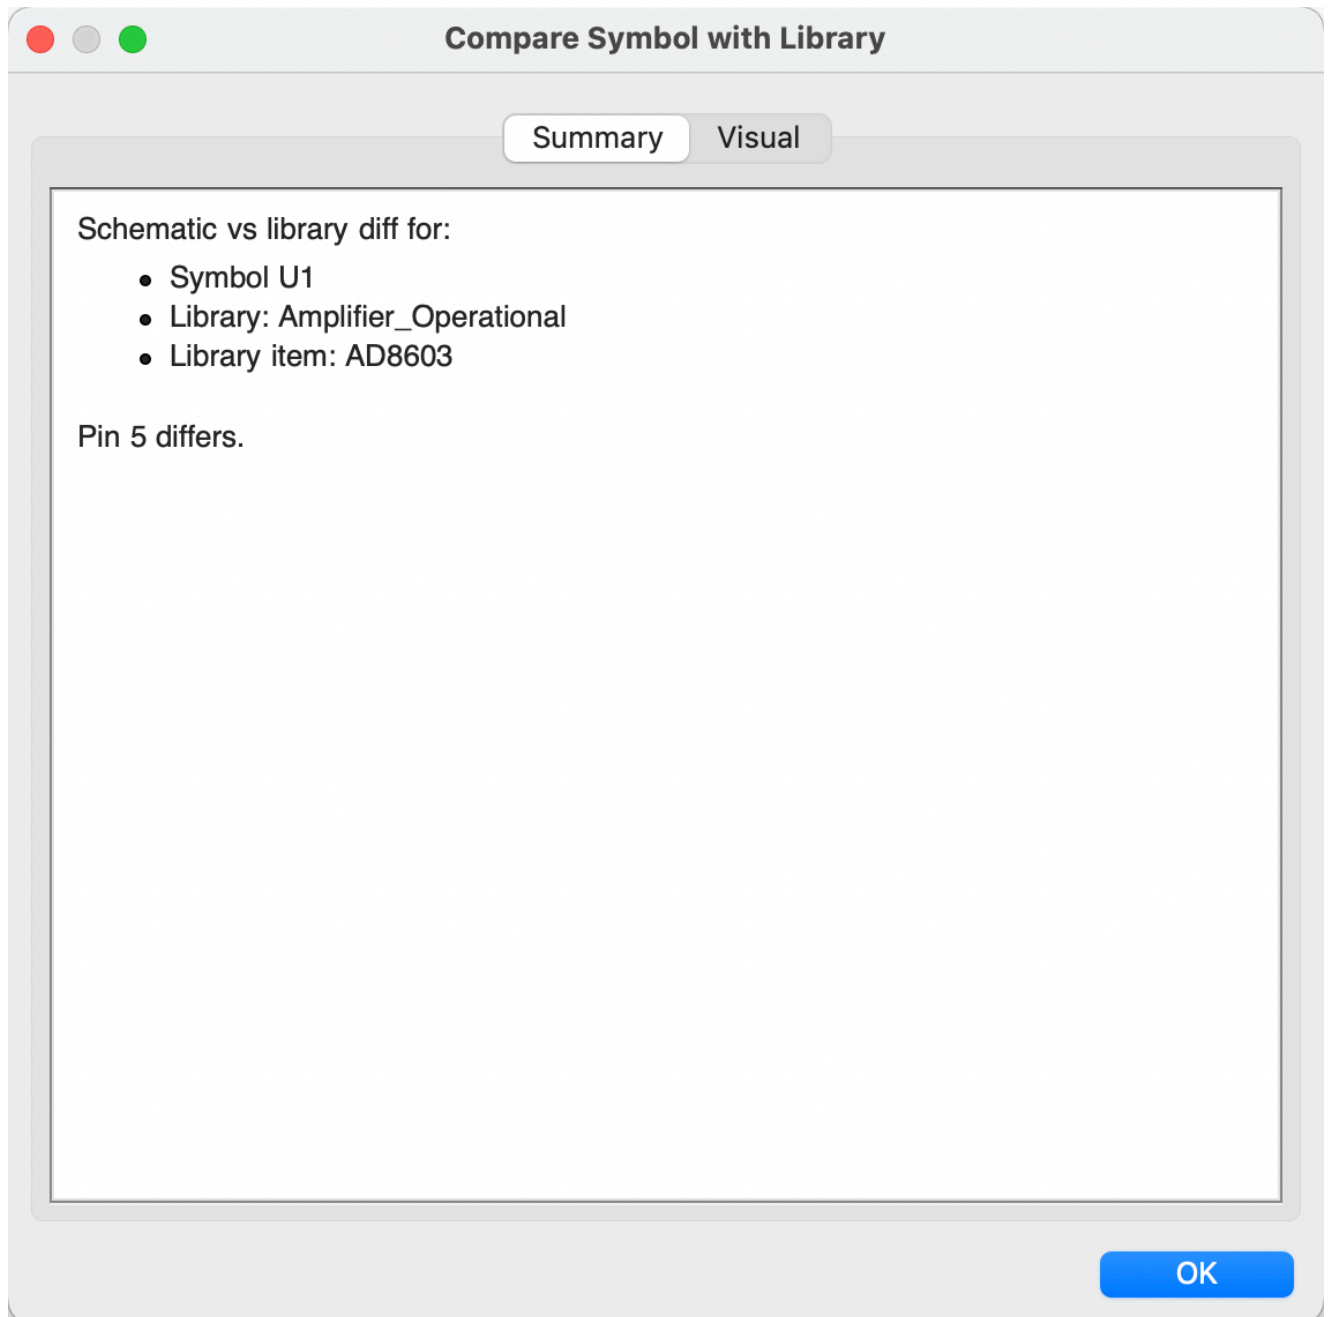 Compare Symbol with Library
Summary Visual
Schematic vs library diff for:
Symbol U1
Library: Amplifier_Operational
Library item: AD8603
Pin 5 differs.
OK